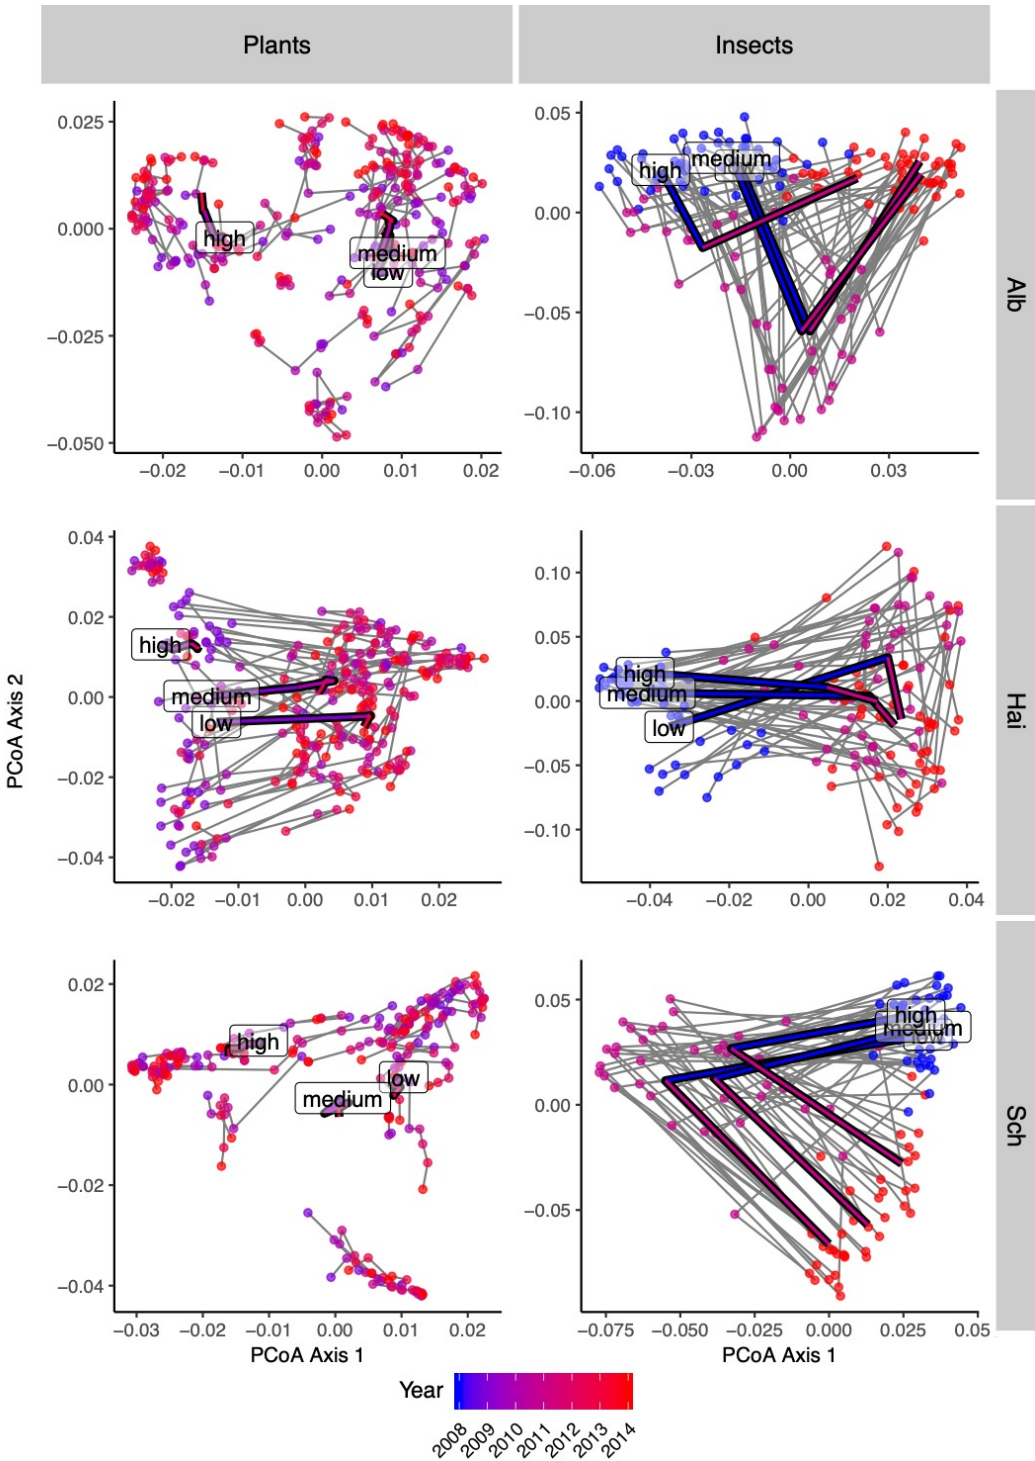 Plants
Insects
0.025
0.000
−0.025
−0.050
high
medium
low
−0.02 −0.01 0.00 0.01 0.02
0.05
0.00
−0.05
−0.10
high
medium
−0.06 −0.03 0.00 0.03
Alb
PCoA Axis 2
0.04
0.02
0.00
−0.02
−0.04
high
medium
low
−0.02 −0.01 0.00 0.01 0.02
0.10
0.05
0.00
−0.05
−0.10
high
medium
low
−0.04 −0.02 0.00 0.02 0.04
Hai
0.02
0.00
−0.02
−0.04
high
medium
low
−0.03 −0.02 −0.01 0.00 0.01 0.02
PCoA Axis 1
0.05
0.00
−0.05
high
medium
low
−0.075 −0.050 −0.025 0.000 0.025 0.05
PCoA Axis 1
Sch
Year
2008 2009 2010 2011 2012 2013 2014